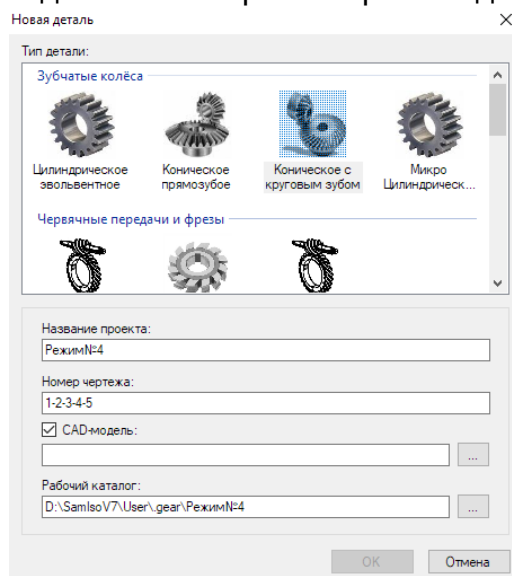 Новая деталь
Тип детали:
Зубчатые колёса
Цилиндрическое эвольвентное
Коническое прямозубое
Коническое с круговым зубом
Микро Цилиндрическ...
Червячные передачи и фрезы
Название проекта:
Режим№4
Номер чертежа:
1-2-3-4-5
CAD-модель:
...
Рабочий каталог:
D:\SamIsoV7\User\.gear\Режим№4
...
OK
Отмена